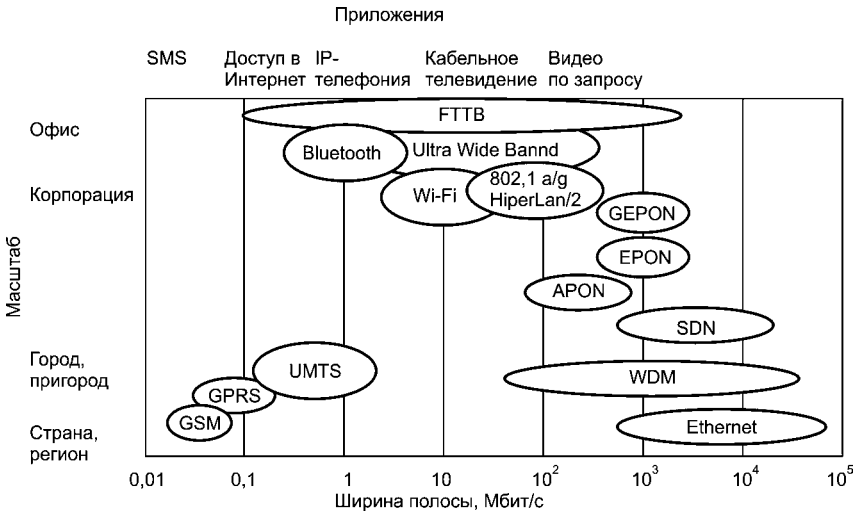 Приложения
SMS
Доступ в
Интернет
IP-
телефония
Кабельное
телевидение
Видео
по запросу
Масштаб
Офис
Корпорация
Город,
пригород
Страна,
регион
FTTB
Bluetooth
Ultra Wide Bannd
Wi-Fi
802,1 a/g
HiperLan/2
GEPON
EPON
APON
SDN
UMTS
WDM
GPRS
GSM
Ethernet
0,01 0,1 1 10 10² 10³ 10⁴ 10⁵
Ширина полосы, Мбит/с